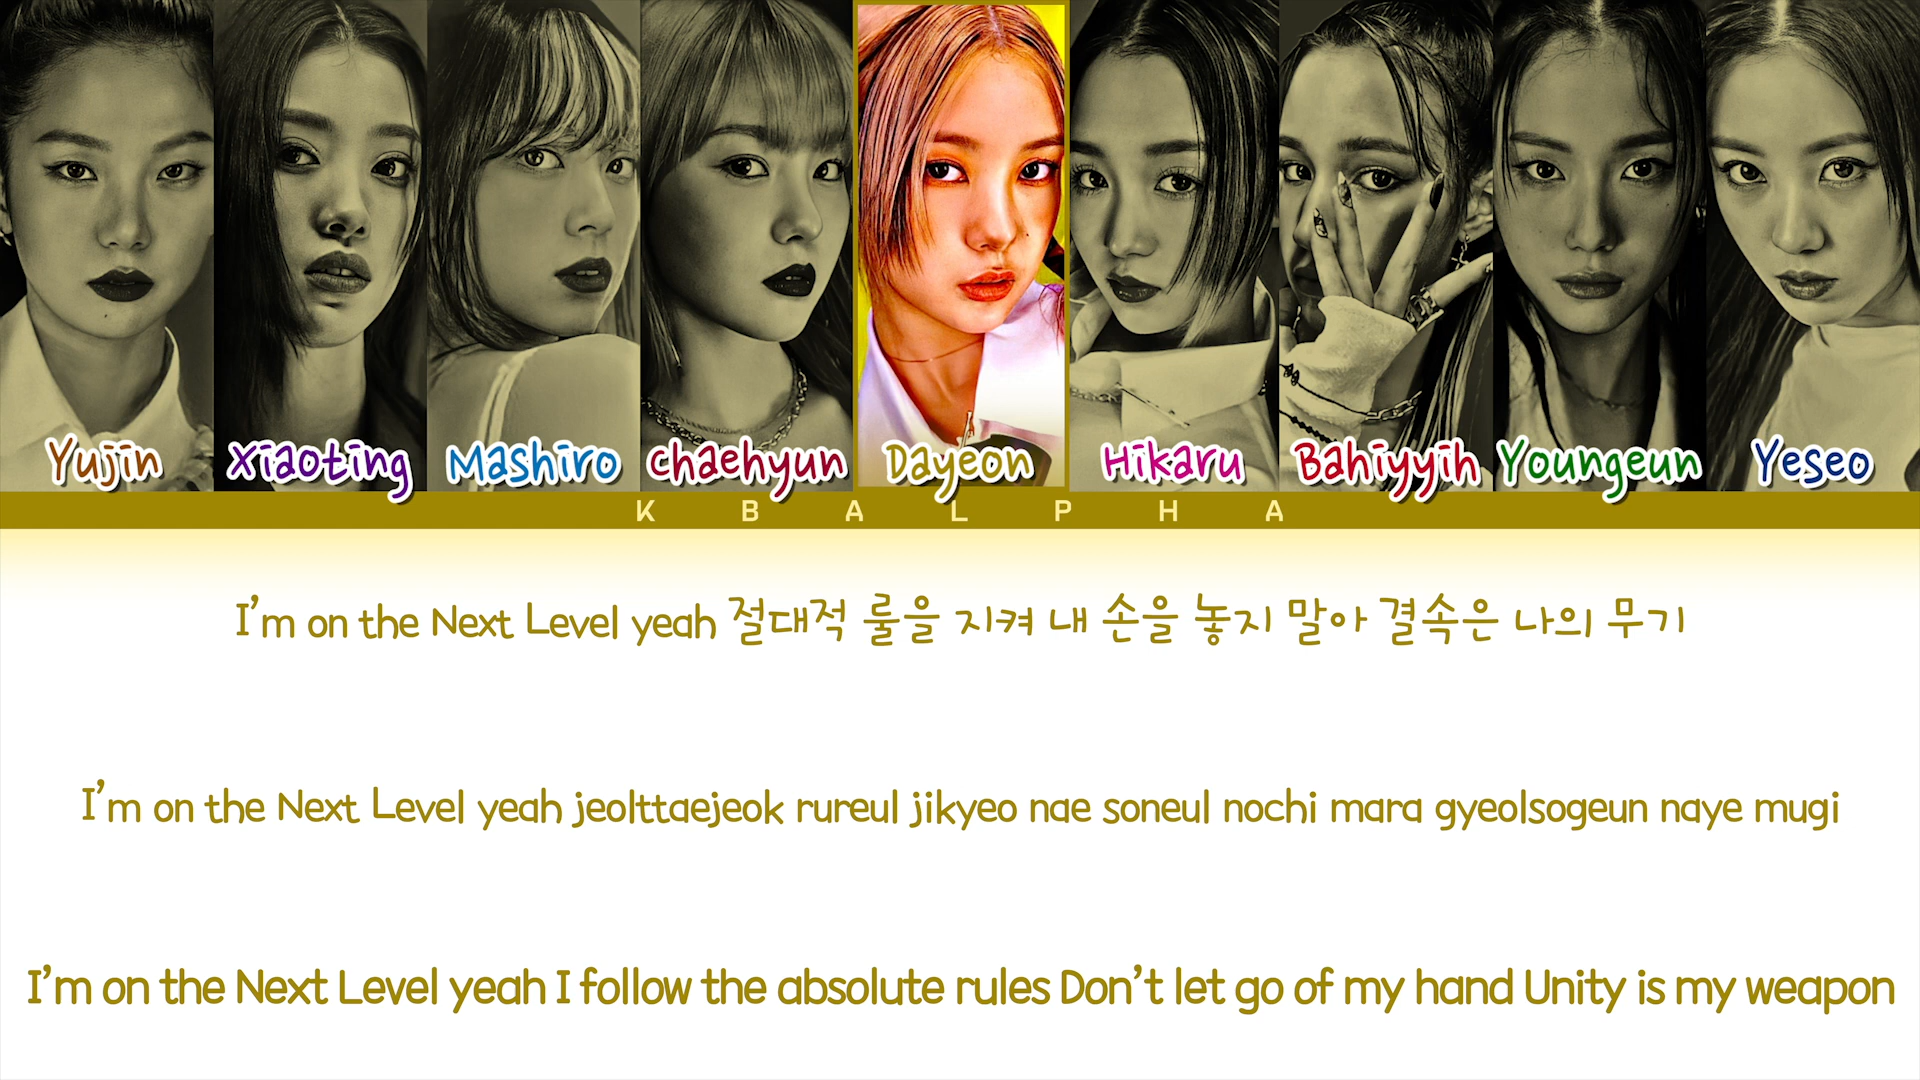 Yujin Xiaoting Mashiro chaehyun Dayeon Hikaru Bahiyyih Youngeun Yeseo
KBALPHA
I'm on the Next Level yeah 절대적 룰을 지켜 내 손을 놓지 말아 결속은 나의 무기
I'm on the Next Level yeah jeolttaejeok rureul jikyeo nae soneul nochi mara gyeolsogeun naye mugi
I'm on the Next Level yeah I follow the absolute rules Don't let go of my hand Unity is my weapon